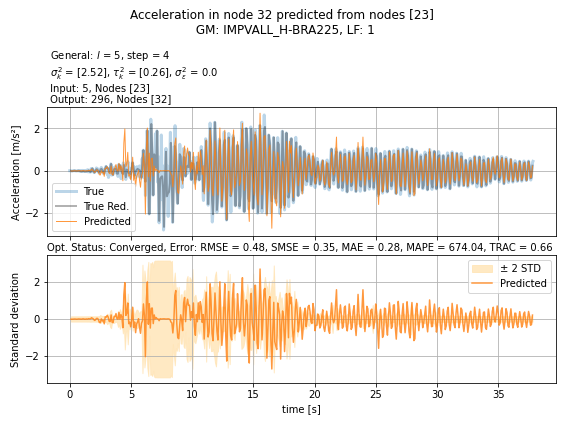 Acceleration in node 32 predicted from nodes [23]
GM: IMPVALL_H-BRA225, LF: 1
General: l = 5, step = 4
σ²ₖ = [2.52], τ²ₖ = [0.26], σ²ε = 0.0
Input: 5, Nodes [23]
Output: 296, Nodes [32]
Acceleration [m/s²]
2
0
−2
True
True Red.
Predicted
Opt. Status: Converged, Error: RMSE = 0.48, SMSE = 0.35, MAE = 0.28, MAPE = 674.04, TRAC = 0.66
Standard deviation
2
0
−2
± 2 STD
Predicted
0 5 10 15 20 25 30 35
time [s]